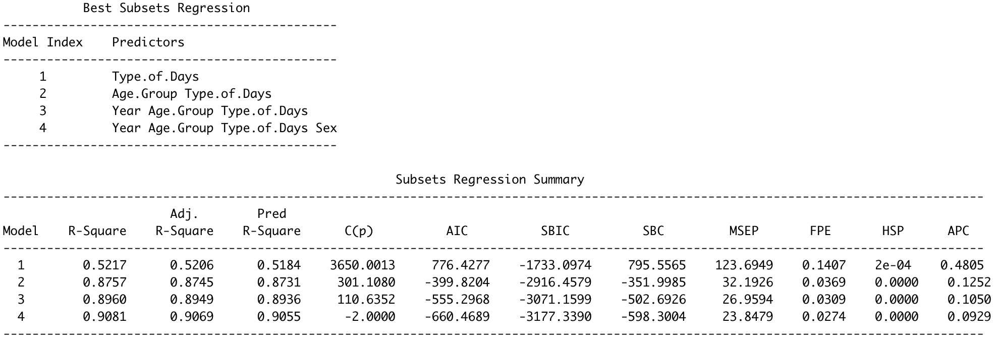 Best Subsets Regression
----------------------------------------------
Model Index    Predictors
----------------------------------------------
     1         Type.of.Days
     2         Age.Group Type.of.Days
     3         Year Age.Group Type.of.Days
     4         Year Age.Group Type.of.Days Sex
----------------------------------------------
Subsets Regression Summary
---------------------------------------------------------------------------------------------------------------------------------------
                       Adj.        Pred
Model    R-Square    R-Square    R-Square      C(p)          AIC          SBIC          SBC         MSEP       FPE       HSP      APC
---------------------------------------------------------------------------------------------------------------------------------------
  1        0.5217      0.5206      0.5184    3650.0013     776.4277    -1733.0974     795.5565    123.6949    0.1407    2e-04    0.4805
  2        0.8757      0.8745      0.8731     301.1080    -399.8204    -2916.4579    -351.9985     32.1926    0.0369    0.0000    0.1252
  3        0.8960      0.8949      0.8936     110.6352    -555.2968    -3071.1599    -502.6926     26.9594    0.0309    0.0000    0.1050
  4        0.9081      0.9069      0.9055      -2.0000    -660.4689    -3177.3390    -598.3004     23.8479    0.0274    0.0000    0.0929
---------------------------------------------------------------------------------------------------------------------------------------